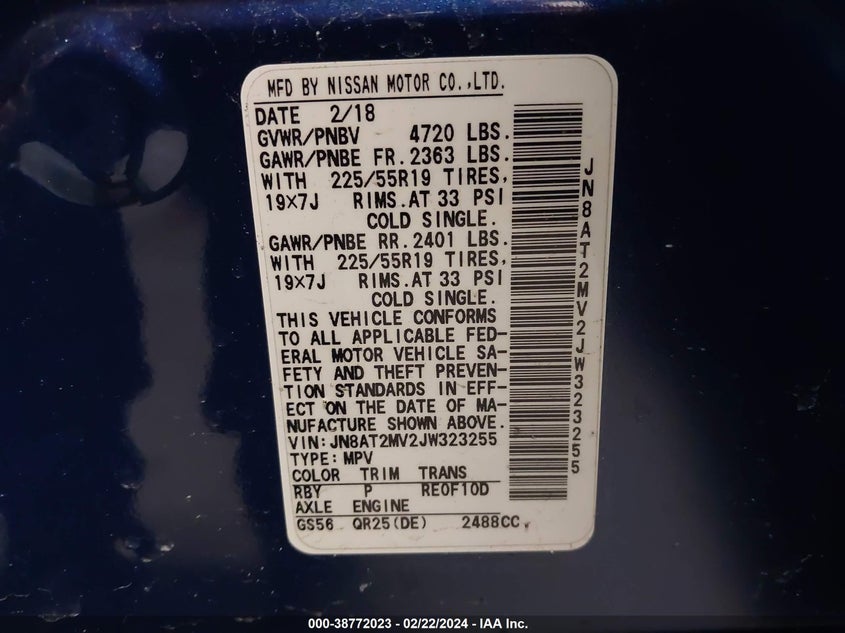 MFD BY NISSAN MOTOR CO.,LTD.
DATE 2/18
GVWR/PNBV 4720 LBS.
GAWR/PNBE FR.2363 LBS.
WITH 225/55R19 TIRES,
19×7J RIMS.AT 33 PSI
COLD SINGLE.
GAWR/PNBE RR.2401 LBS.
WITH 225/55R19 TIRES,
19×7J RIMS.AT 33 PSI
COLD SINGLE.
THIS VEHICLE CONFORMS
TO ALL APPLICABLE FED-
ERAL MOTOR VEHICLE SA-
FETY AND THEFT PREVEN-
TION STANDARDS IN EFF-
ECT ON THE DATE OF MA-
NUFACTURE SHOWN ABOVE.
VIN:JN8AT2MV2JW323255
TYPE:MPV
COLOR TRIM TRANS
RBY P RE0F10D
AXLE ENGINE
GS56 QR25(DE) 2488CC
JN8AT2MV2JW323255
000-38772023 - 02/22/2024 - IAA Inc.